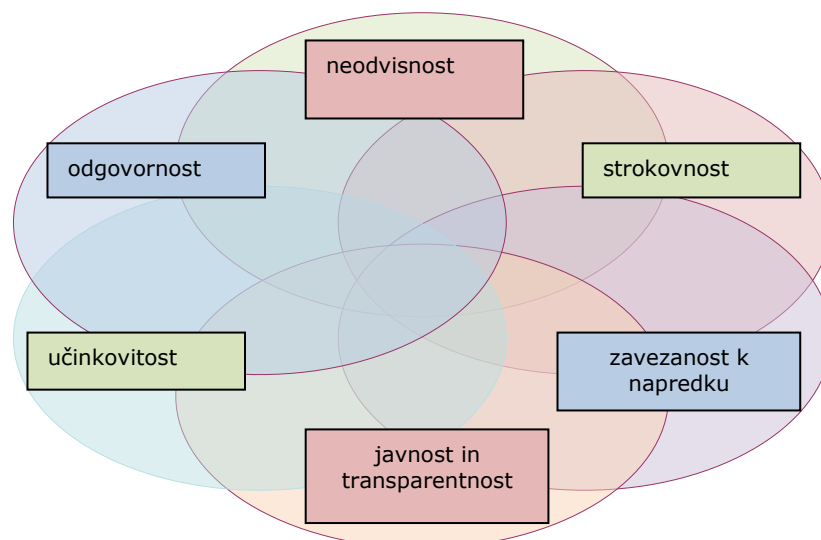 neodvisnost
odgovornost
strokovnost
učinkovitost
zavezanost k
napredku
javnost in
transparentnost